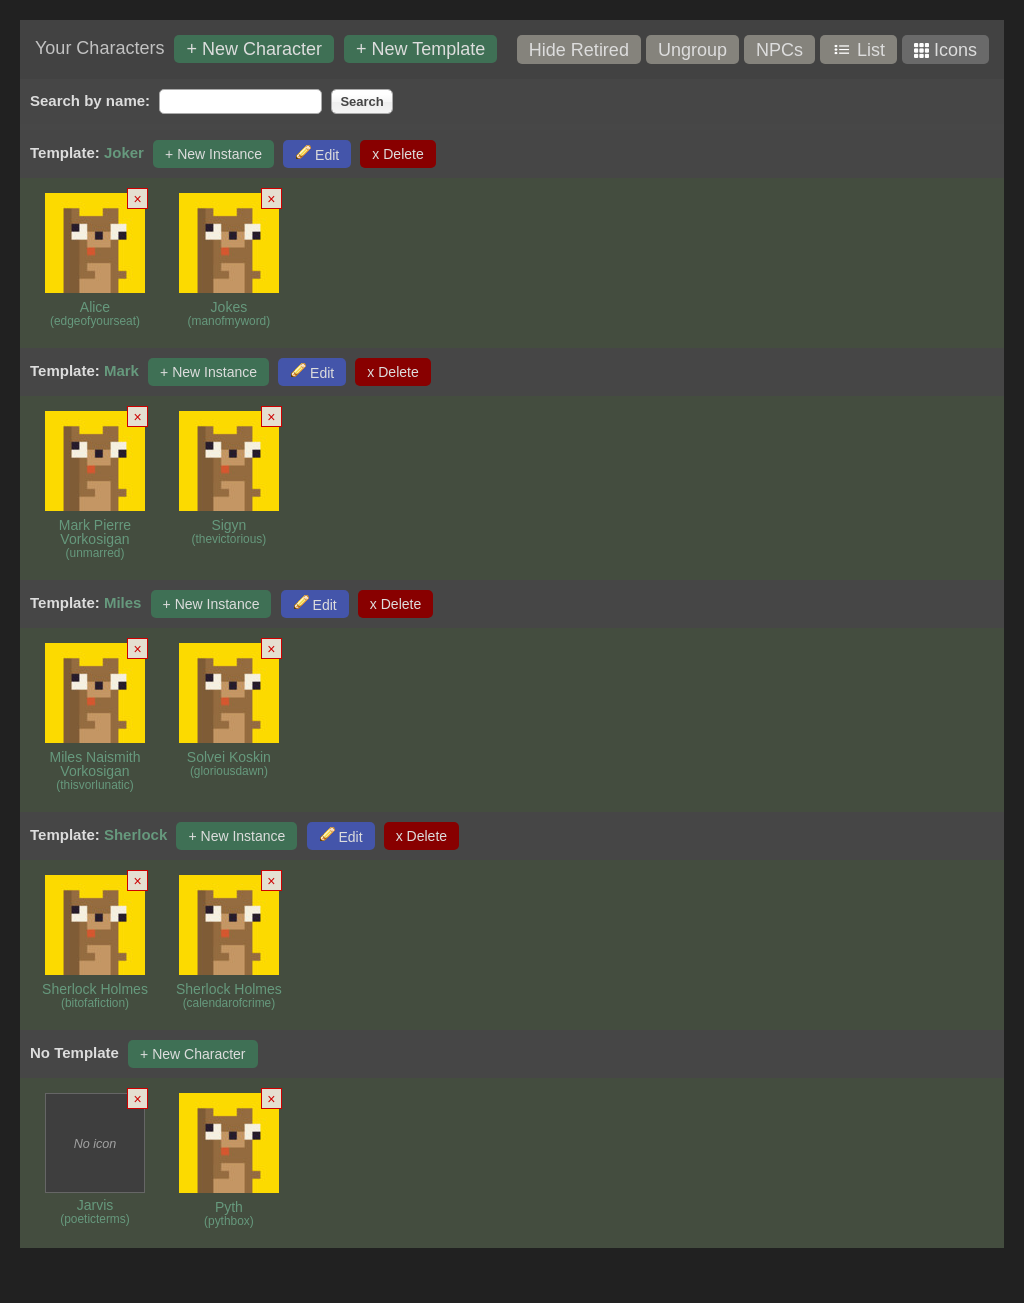 Your Characters + New Character + New Template Hide Retired Ungroup NPCs List Icons
Search by name: Search
Template: Joker + New Instance Edit x Delete
× ×
Alice Jokes
(edgeofyourseat) (manofmyword)
Template: Mark + New Instance Edit x Delete
× ×
Mark Pierre Sigyn
Vorkosigan (thevictorious)
(unmarred)
Template: Miles + New Instance Edit x Delete
× ×
Miles Naismith Solvei Koskin
Vorkosigan (gloriousdawn)
(thisvorlunatic)
Template: Sherlock + New Instance Edit x Delete
× ×
Sherlock Holmes Sherlock Holmes
(bitofafiction) (calendarofcrime)
No Template + New Character
× ×
No icon
Jarvis Pyth
(poeticterms) (pythbox)